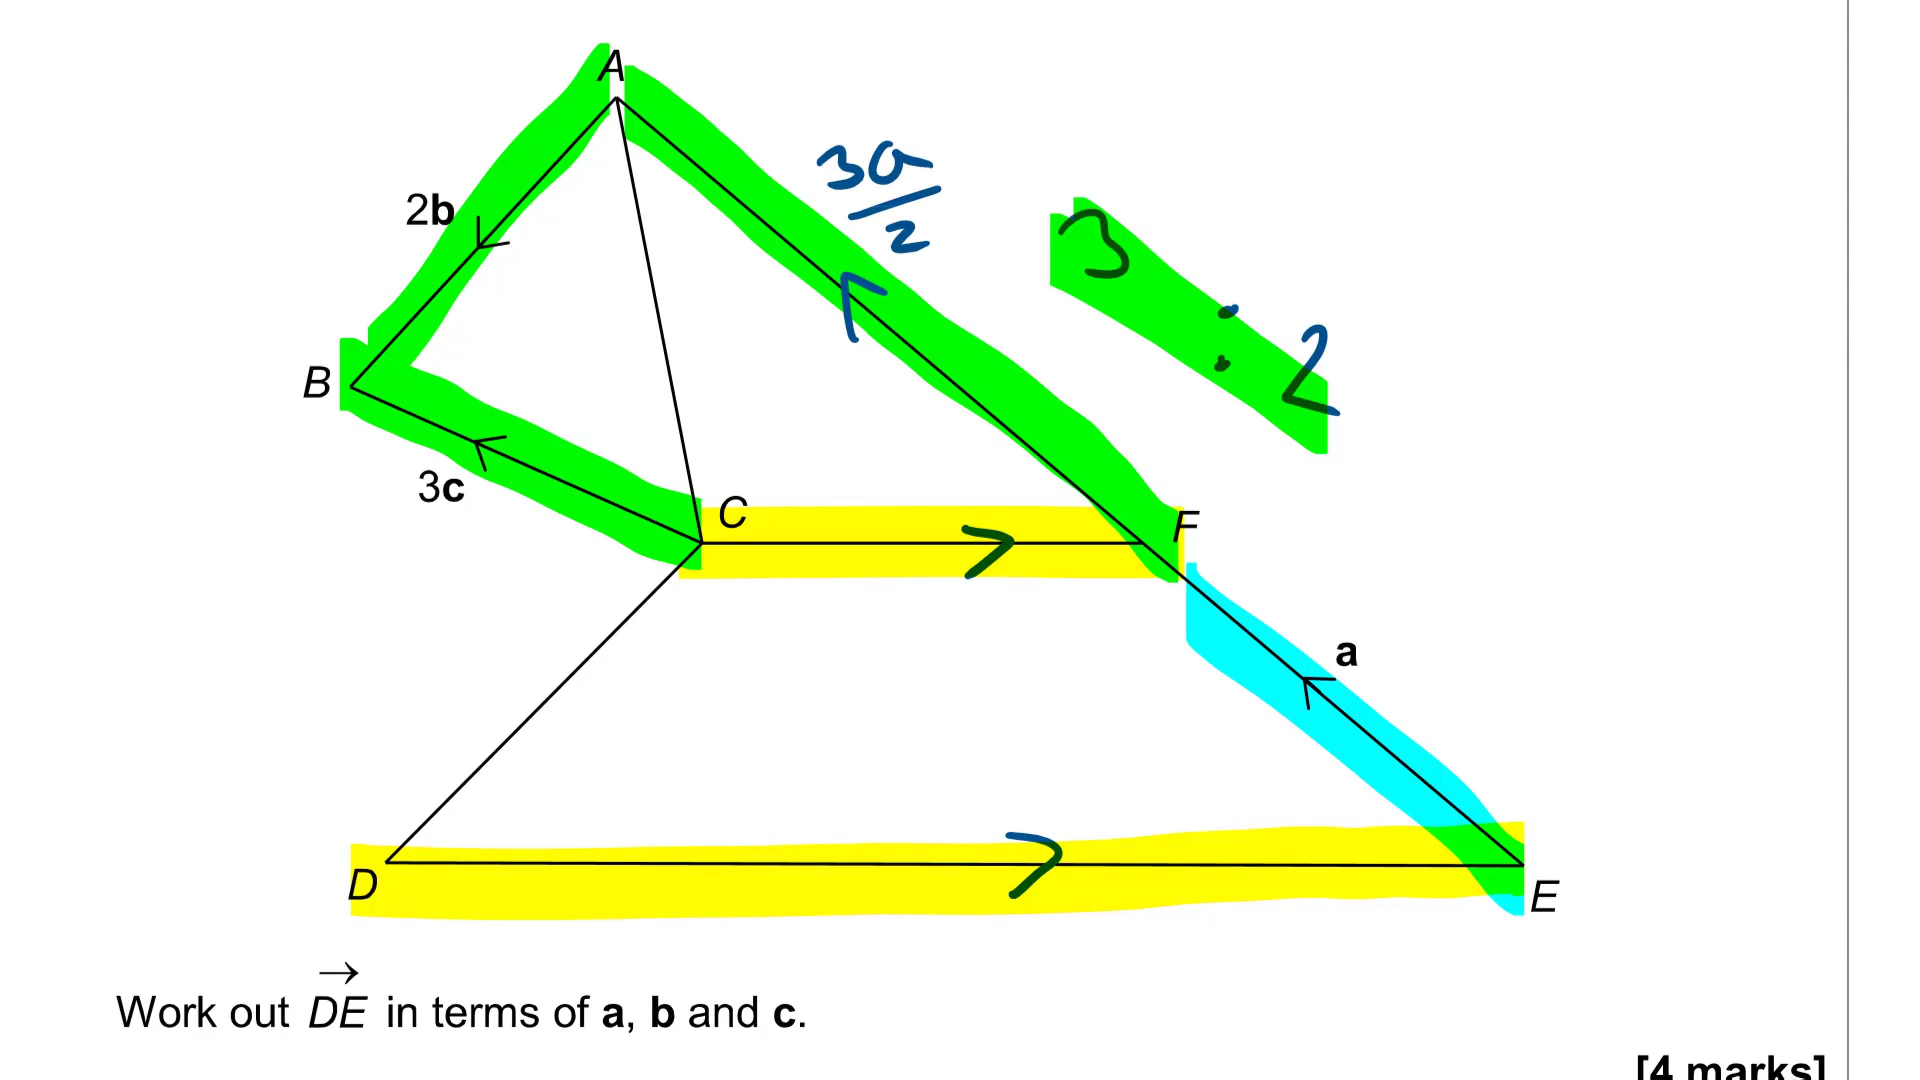 A
2b
3a
2
3
:
2
B
3c
C
F
a
D
E
→
Work out DE in terms of a, b and c.
[4 marks]